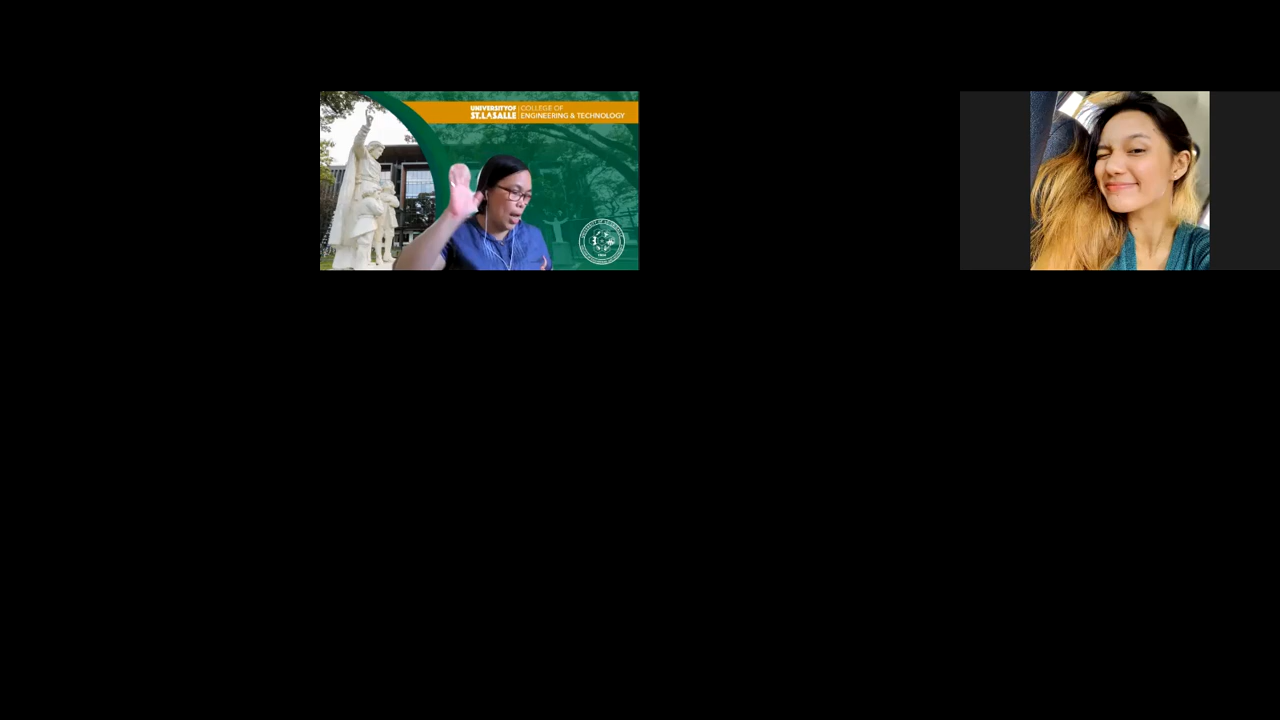 UNIVERSITY OF
ST. LA SALLE
COLLEGE OF
ENGINEERING & TECHNOLOGY